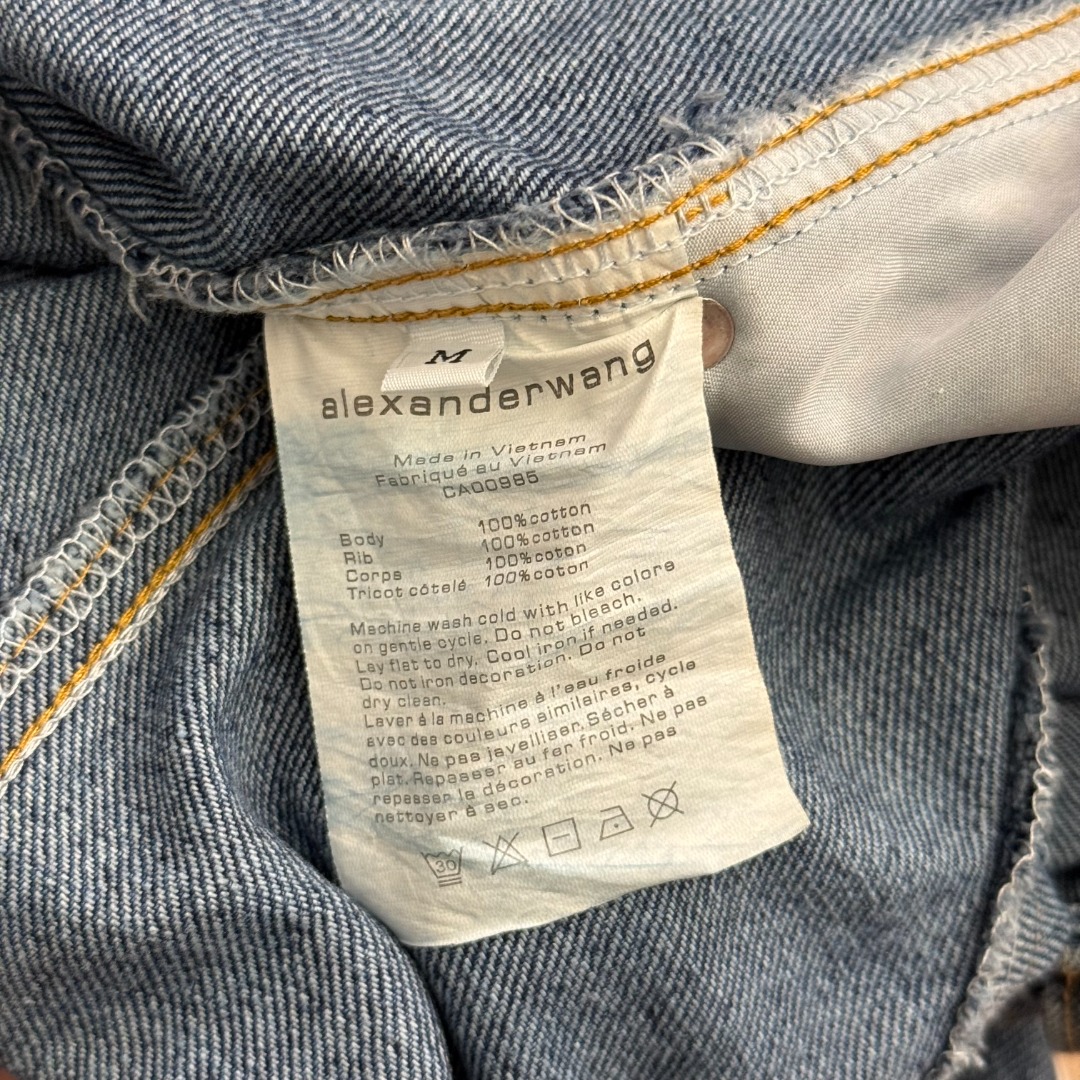 M
alexanderwang
Made in Vietnam
Fabriqué au Vietnam
CA00985
100%cotton
Body 100%cotton
Rib 100%coton
Corps 100%coton
Tricot côtelé
Machine wash cold with like colors
on gentle cycle. Do not bleach.
Lay flat to dry. Cool iron if needed.
Do not iron decoration. Do not
dry clean.
Laver à la machine à l'eau froide
avec des couleurs similaires, cycle
doux. Ne pas javelliser. Sécher à
plat. Repasser au fer froid. Ne pas
repasser la décoration. Ne pas
nettoyer à sec.
30